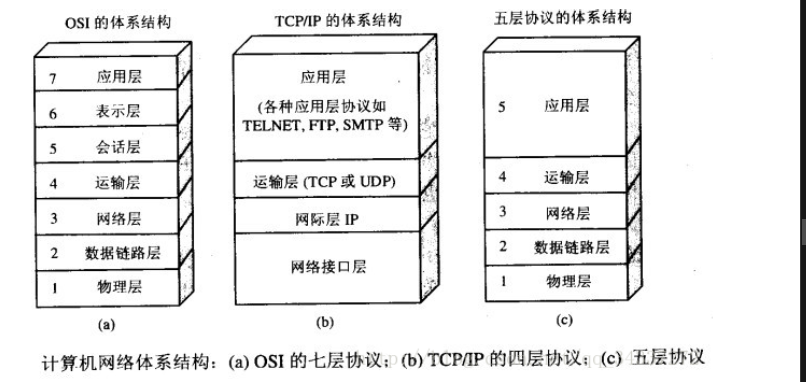 OSI 的体系结构
7 应用层
6 表示层
5 会话层
4 运输层
3 网络层
2 数据链路层
1 物理层
(a)
TCP/IP 的体系结构
应用层
(各种应用层协议如
TELNET, FTP, SMTP 等)
运输层 (TCP 或 UDP)
网际层 IP
网络接口层
(b)
五层协议的体系结构
5 应用层
4 运输层
3 网络层
2 数据链路层
1 物理层
(c)
计算机网络体系结构：(a) OSI 的七层协议；(b) TCP/IP 的四层协议；(c) 五层协议